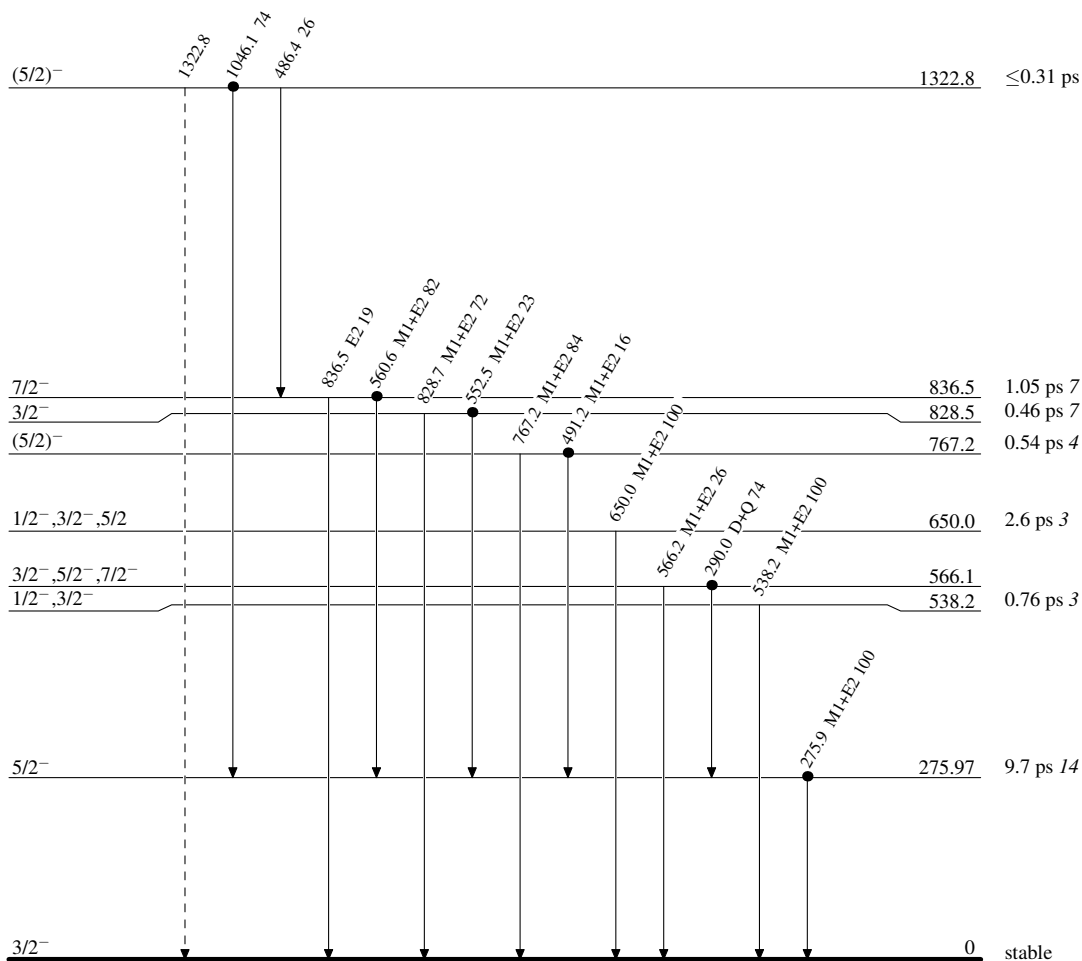 1322.8
1046.1 74
486.4 26
(5/2)⁻ 1322.8 ≤0.31 ps
836.5 E2 19
560.6 M1+E2 82
828.7 M1+E2 72
552.5 M1+E2 23
767.2 M1+E2 84
491.2 M1+E2 16
650.0 M1+E2 100
566.2 M1+E2 26
290.0 D+Q 74
538.2 M1+E2 100
275.9 M1+E2 100
7/2⁻ 836.5 1.05 ps 7
3/2⁻ 828.5 0.46 ps 7
(5/2)⁻ 767.2 0.54 ps 4
1/2⁻,3/2⁻,5/2 650.0 2.6 ps 3
3/2⁻,5/2⁻,7/2⁻ 566.1
1/2⁻,3/2⁻ 538.2 0.76 ps 3
5/2⁻ 275.97 9.7 ps 14
3/2⁻ 0 stable